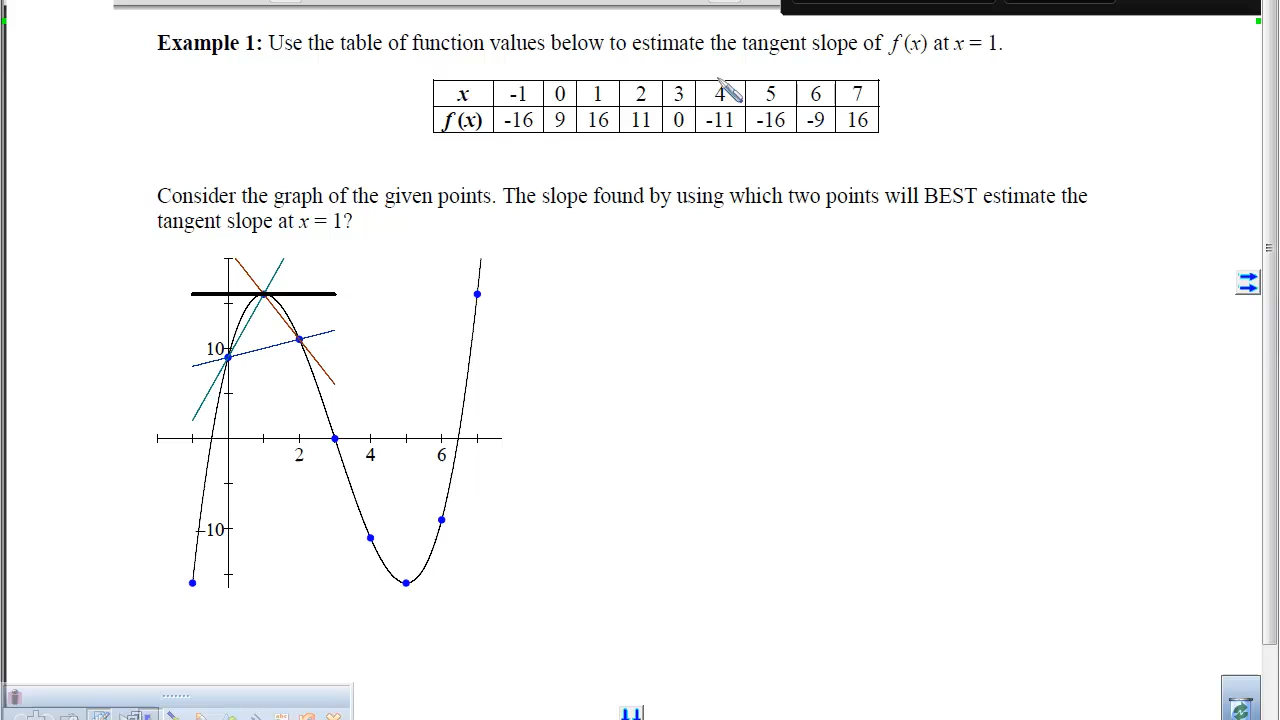 Example 1: Use the table of function values below to estimate the tangent slope of f (x) at x = 1.
x -1 0 1 2 3 4 5 6 7
f (x) -16 9 16 11 0 -11 -16 -9 16
Consider the graph of the given points. The slope found by using which two points will BEST estimate the
tangent slope at x = 1?
10
2 4 6
-10